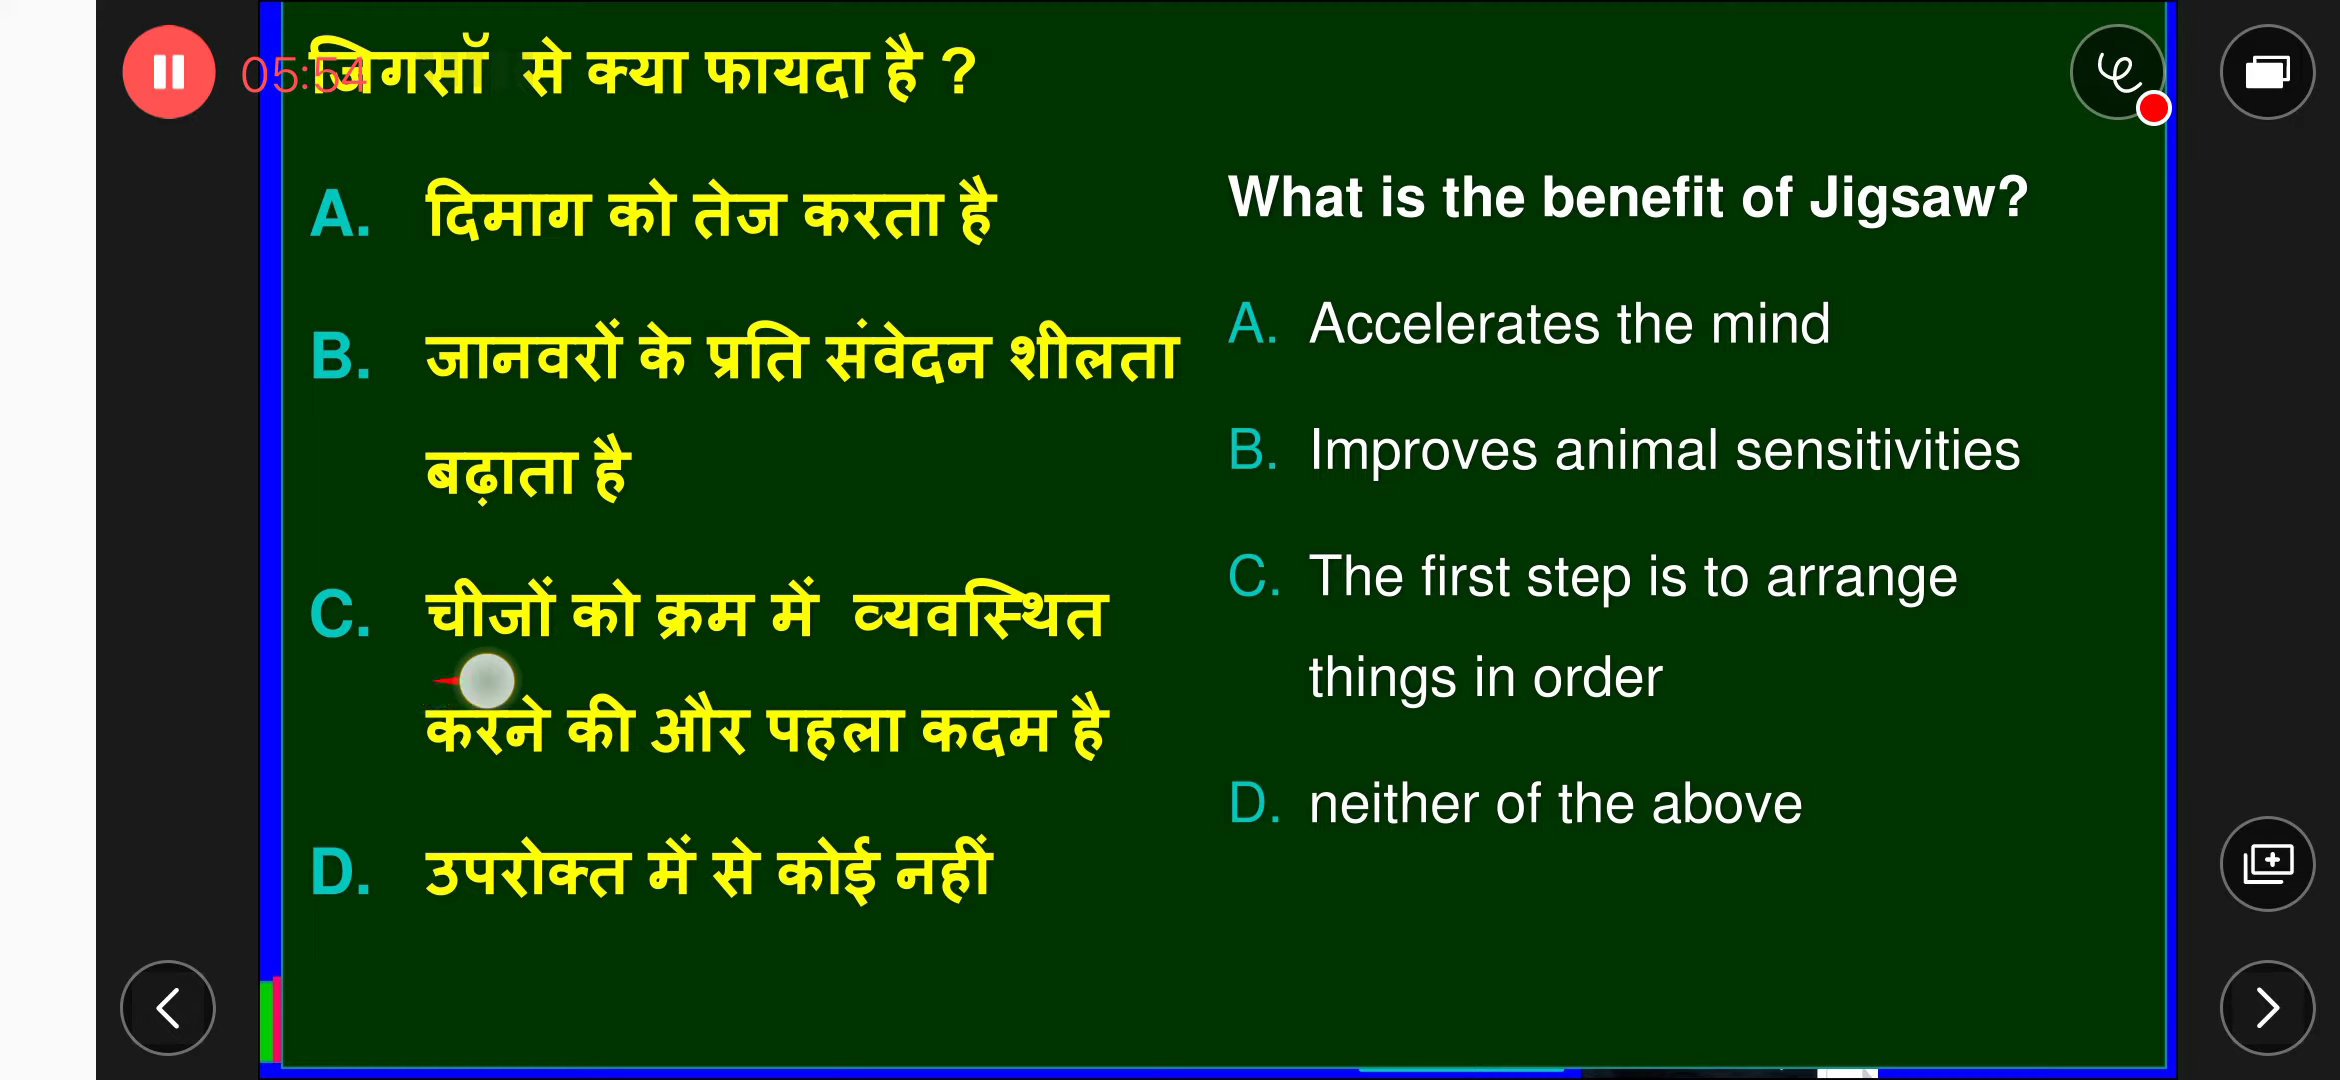 05:54
जिगसॉ से क्या फायदा है ?
A. दिमाग को तेज करता है
B. जानवरों के प्रति संवेदन शीलता
बढ़ाता है
C. चीजों को क्रम में व्यवस्थित
करने की और पहला कदम है
D. उपरोक्त में से कोई नहीं
What is the benefit of Jigsaw?
A. Accelerates the mind
B. Improves animal sensitivities
C. The first step is to arrange
things in order
D. neither of the above